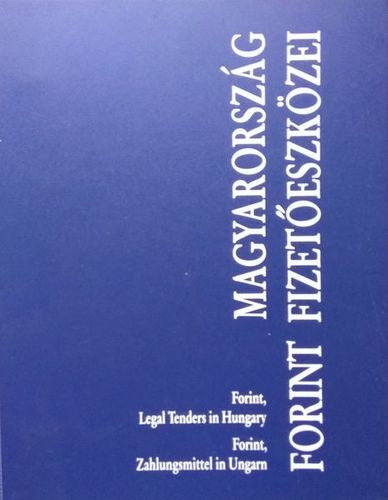 MAGYARORSZÁG
FORINT FIZETŐESZKÖZEI
Forint,
Legal Tenders in Hungary
Forint,
Zahlungsmittel in Ungarn